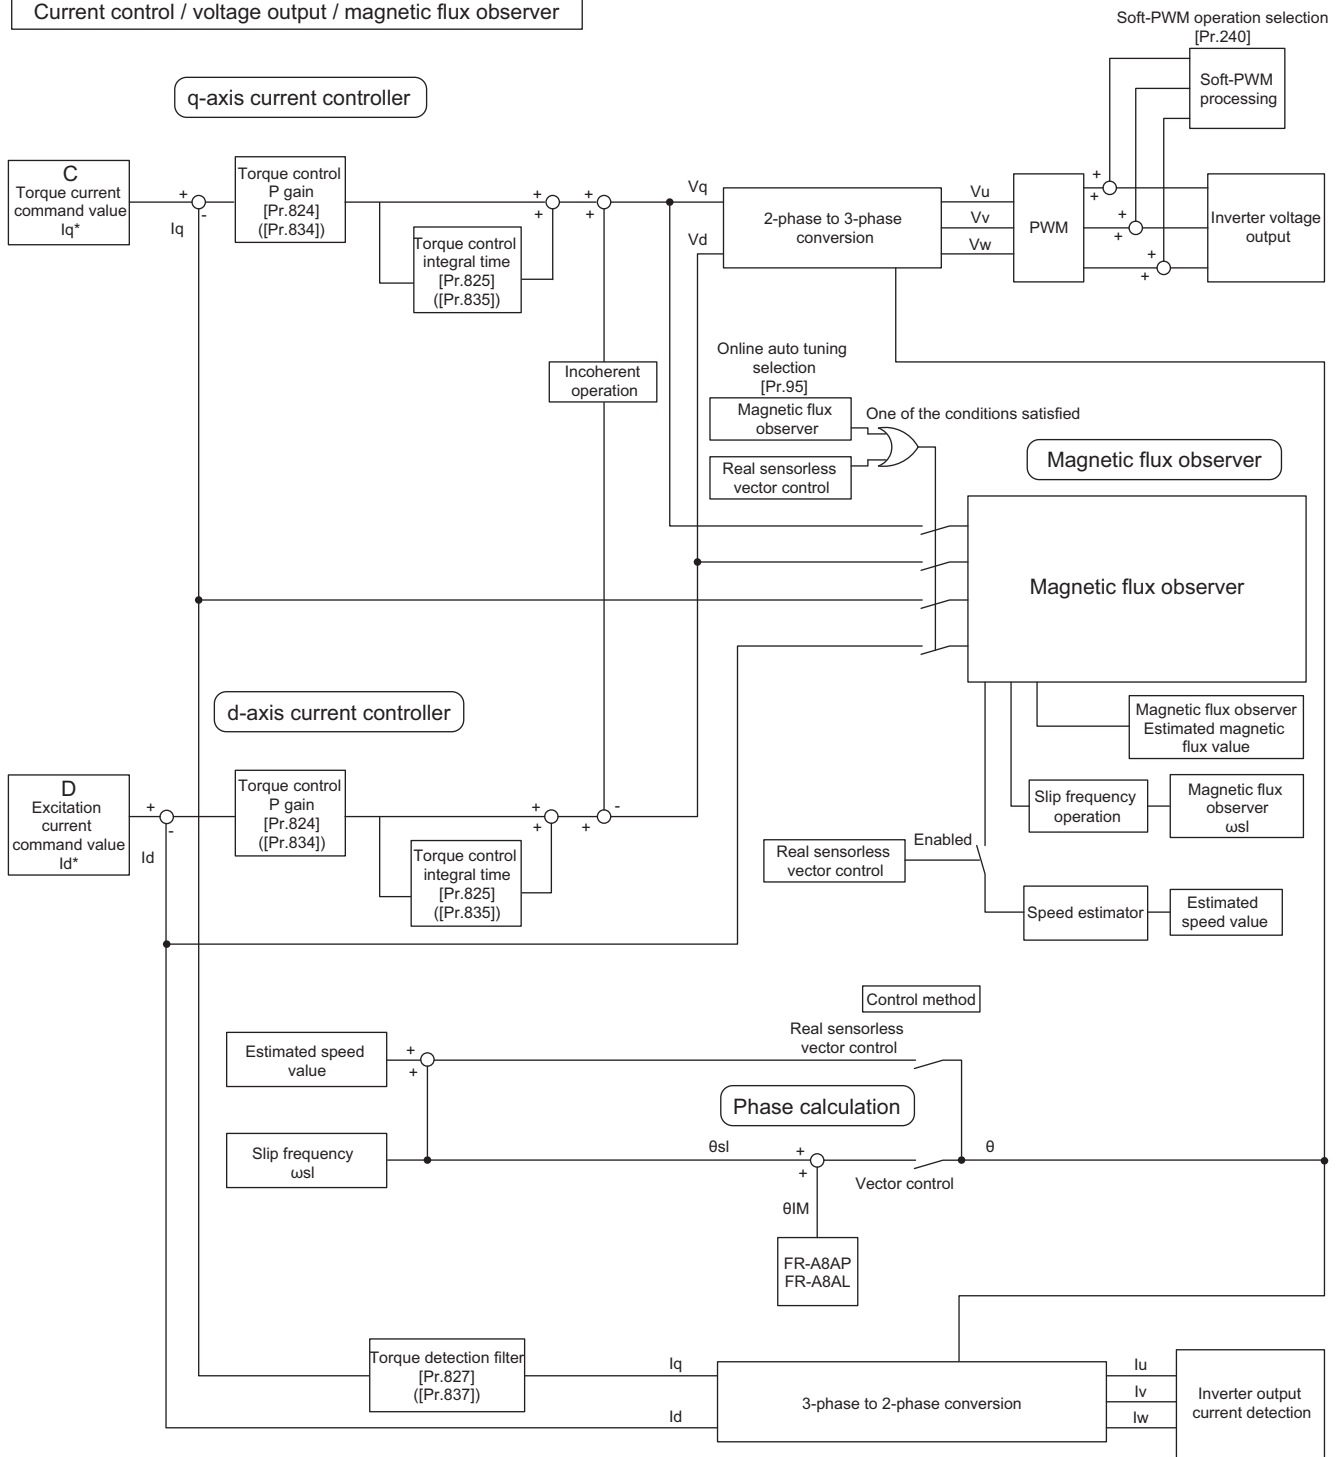 Current control / voltage output / magnetic flux observer
Soft-PWM operation selection
[Pr.240]
Soft-PWM
processing
q-axis current controller
C
Torque current
command value
Iq*
+
-
Iq
Torque control
P gain
[Pr.824]
([Pr.834])
Torque control
integral time
[Pr.825]
([Pr.835])
+
+
+
+
Vq
Vd
2-phase to 3-phase
conversion
Vu
Vv
Vw
PWM
+
+
+
+
+
+
Inverter voltage
output
Incoherent
operation
Online auto tuning
selection
[Pr.95]
Magnetic flux
observer
One of the conditions satisfied
Real sensorless
vector control
Magnetic flux observer
Magnetic flux observer
d-axis current controller
Magnetic flux observer
Estimated magnetic
flux value
D
Excitation
current
command value
Id*
+
-
Id
Torque control
P gain
[Pr.824]
([Pr.834])
Torque control
integral time
[Pr.825]
([Pr.835])
+
+
+
-
Slip frequency
operation
Magnetic flux
observer
ωsl
Real sensorless
vector control
Enabled
Speed estimator
Estimated
speed value
Control method
Real sensorless
vector control
Estimated speed
value
+
+
Phase calculation
Slip frequency
ωsl
θsl
+
+
θ
Vector control
θIM
FR-A8AP
FR-A8AL
Torque detection filter
[Pr.827]
([Pr.837])
Iq
Id
3-phase to 2-phase conversion
Iu
Iv
Iw
Inverter output
current detection